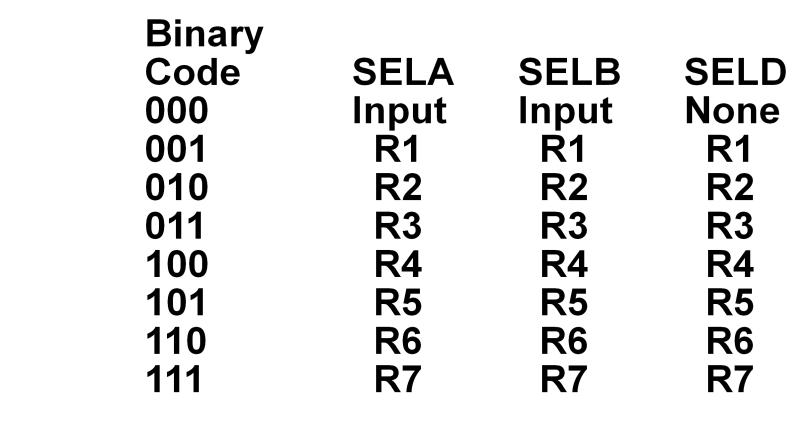 Binary
Code SELA SELB SELD
000 Input Input None
001 R1 R1 R1
010 R2 R2 R2
011 R3 R3 R3
100 R4 R4 R4
101 R5 R5 R5
110 R6 R6 R6
111 R7 R7 R7